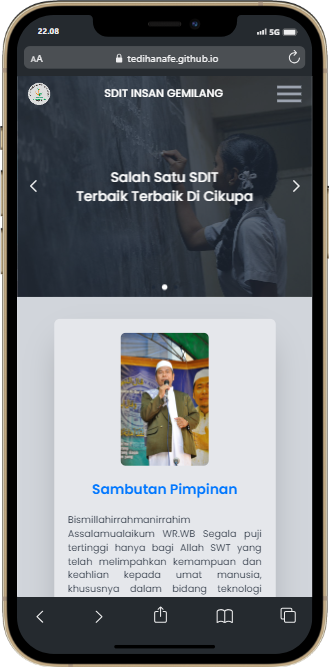 22.08
5G
AA
tedihanafe.github.io
SDIT INSAN GEMILANG
Salah Satu SDIT
Terbaik Terbaik Di Cikupa
Sambutan Pimpinan
Bismillahirrahmanirrahim
Assalamualaikum WR.WB Segala puji
tertinggi hanya bagi Allah SWT yang
telah melimpahkan kemampuan dan
keahlian kepada umat manusia,
khususnya dalam bidang teknologi